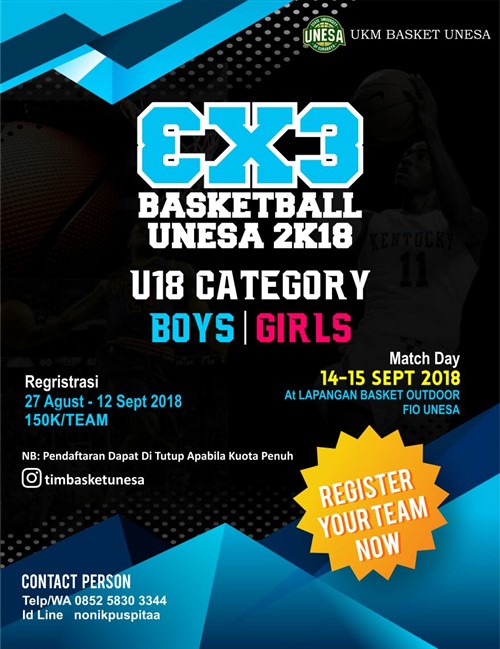 UNESA
UKM BASKET UNESA
3X3
BASKETBALL
UNESA 2K18
U18 CATEGORY
BOYS | GIRLS
KENTUCKY
11
Match Day
14-15 SEPT 2018
At LAPANGAN BASKET OUTDOOR
FIO UNESA
Regristrasi
27 Agust - 12 Sept 2018
150K/TEAM
NB: Pendaftaran Dapat Di Tutup Apabila Kuota Penuh
timbasketunesa
REGISTER
YOUR TEAM
NOW
CONTACT PERSON
Telp/WA 0852 5830 3344
Id Line nonikpuspitaa